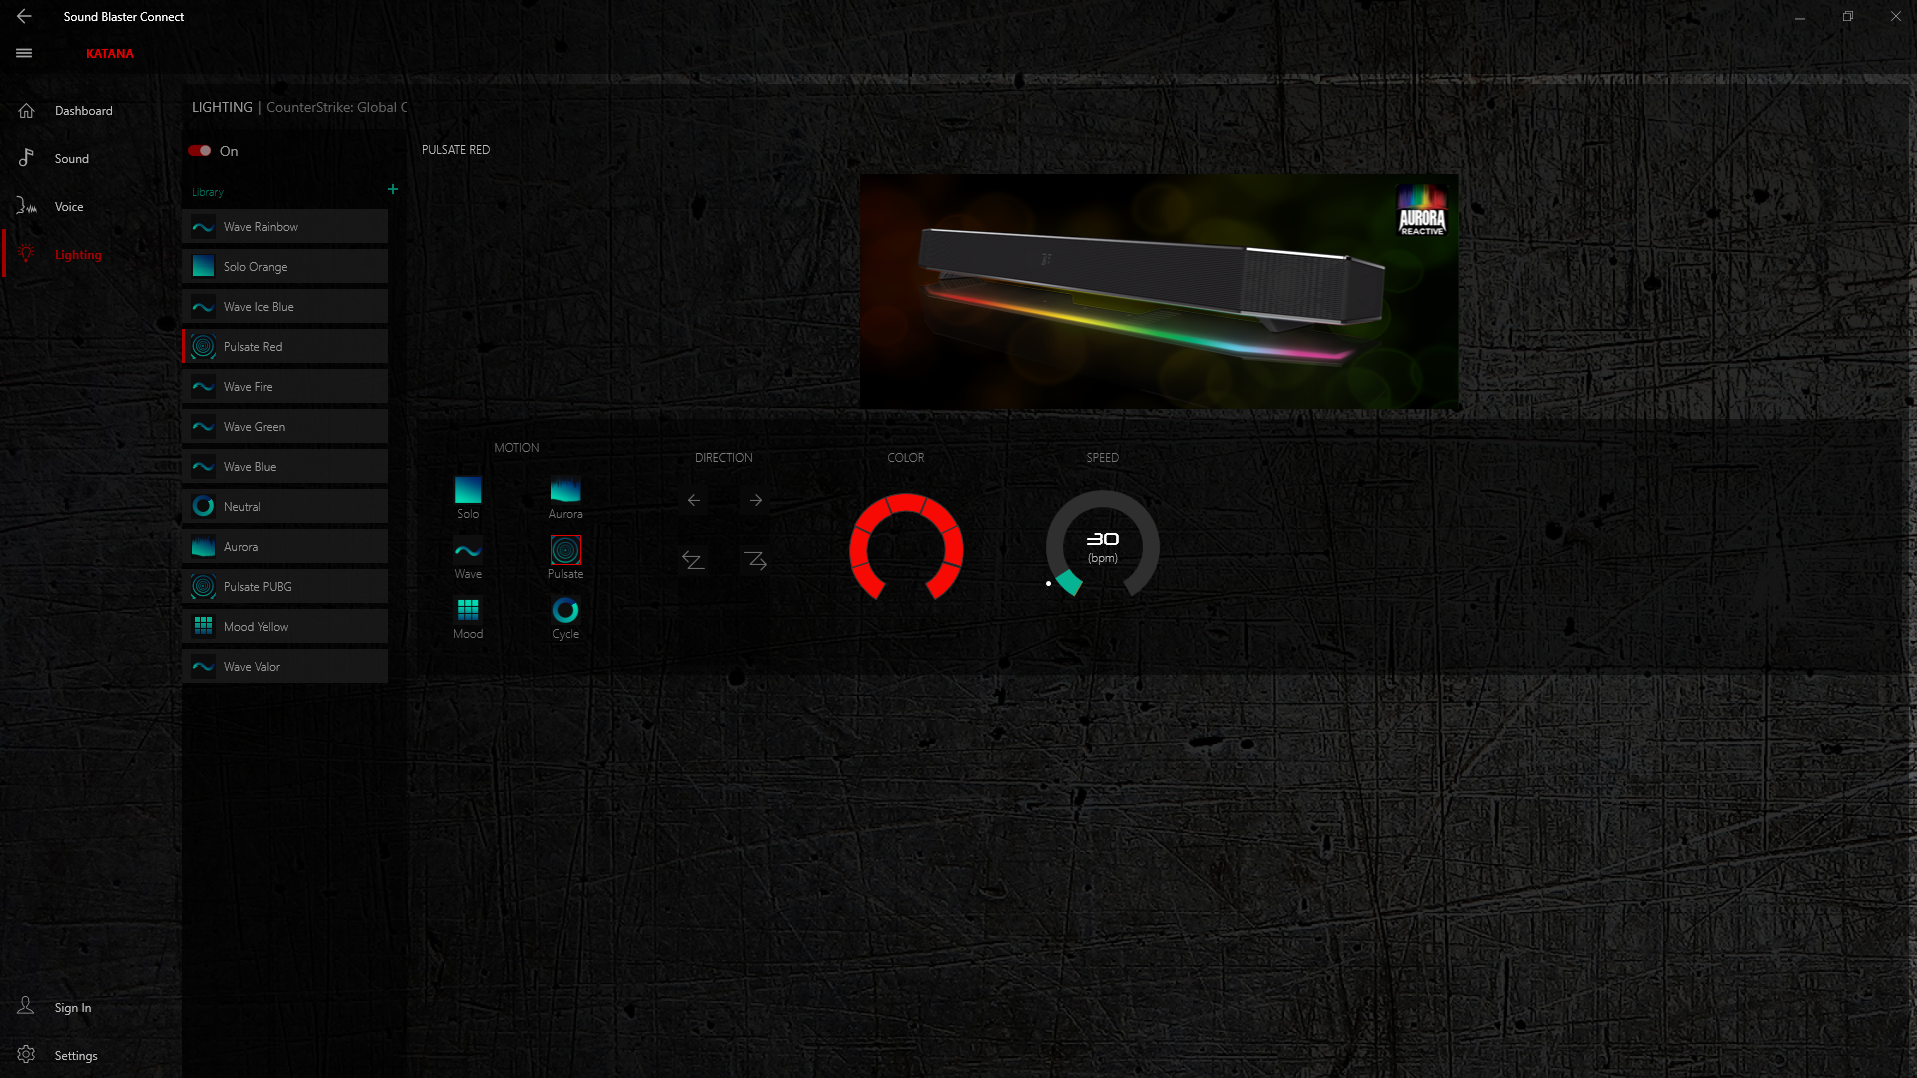 Sound Blaster Connect
KATANA
Dashboard
Sound
Voice
Lighting
Sign In
Settings
LIGHTING | CounterStrike: Global
On
Library
Wave Rainbow
Solo Orange
Wave Ice Blue
Pulsate Red
Wave Fire
Wave Green
Wave Blue
Neutral
Aurora
Pulsate PUBG
Mood Yellow
Wave Valor
PULSATE RED
AURORA
REACTIVE
MOTION
Solo
Aurora
Wave
Pulsate
Mood
Cycle
DIRECTION
COLOR
SPEED
30
(bpm)